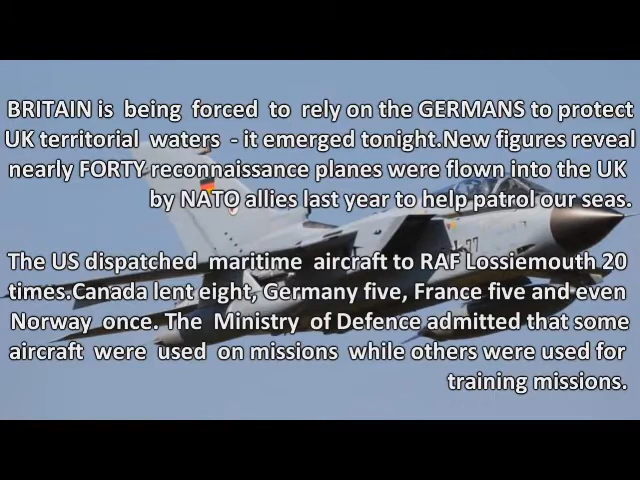 BRITAIN is being forced to rely on the GERMANS to protect
UK territorial waters - it emerged tonight.New figures reveal
nearly FORTY reconnaissance planes were flown into the UK
by NATO allies last year to help patrol our seas.
The US dispatched maritime aircraft to RAF Lossiemouth 20
times.Canada lent eight, Germany five, France five and even
Norway once. The Ministry of Defence admitted that some
aircraft were used on missions while others were used for
training missions.